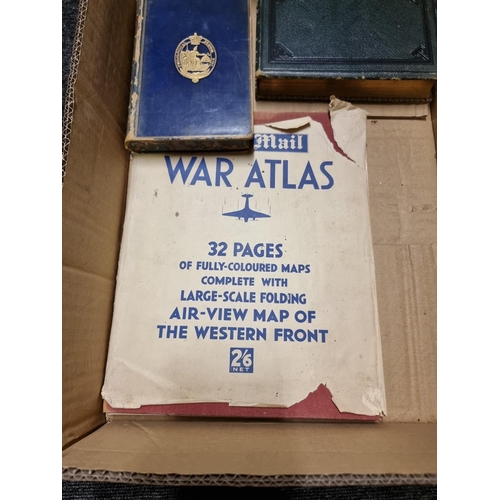 Mail
WAR ATLAS
32 PAGES
OF FULLY-COLOURED MAPS
COMPLETE WITH
LARGE-SCALE FOLDING
AIR-VIEW MAP OF
THE WESTERN FRONT
2/6
NET